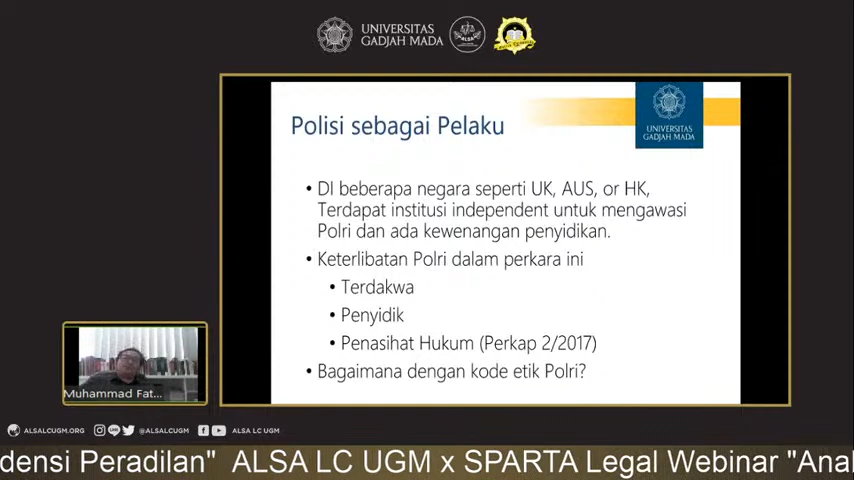 UNIVERSITAS
GADJAH MADA
ALSA
Polisi sebagai Pelaku
UNIVERSITAS
GADJAH MADA
• DI beberapa negara seperti UK, AUS, or HK,
Terdapat institusi independent untuk mengawasi
Polri dan ada kewenangan penyidikan.
• Keterlibatan Polri dalam perkara ini
• Terdakwa
• Penyidik
• Penasihat Hukum (Perkap 2/2017)
• Bagaimana dengan kode etik Polri?
Muhammad Fat...
ALSALCUGM.ORG @ALSALCUGM ALSA LC UGM
densi Peradilan" ALSA LC UGM x SPARTA Legal Webinar "Anal